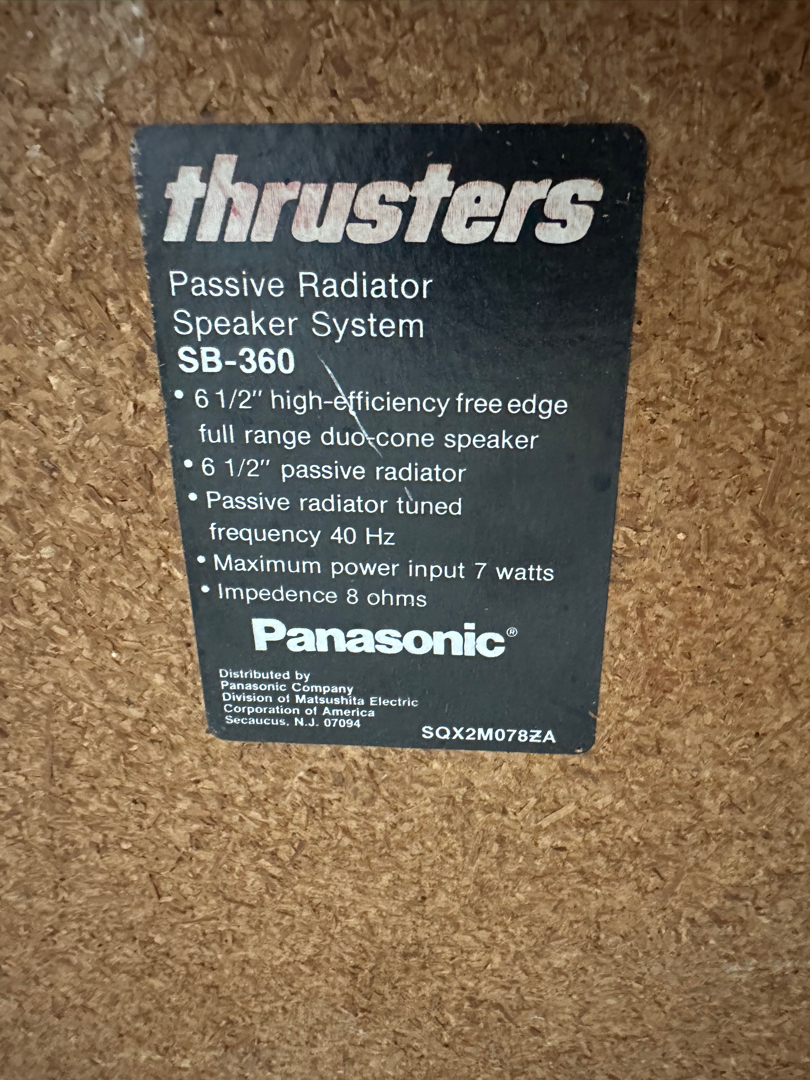 thrusters
Passive Radiator
Speaker System
SB-360
• 6 1/2" high-efficiency free edge
full range duo-cone speaker
• 6 1/2" passive radiator
• Passive radiator tuned
frequency 40 Hz
• Maximum power input 7 watts
• Impedence 8 ohms
Panasonic®
Distributed by
Panasonic Company
Division of Matsushita Electric
Corporation of America
Secaucus, N.J. 07094
SQX2M078ƵA